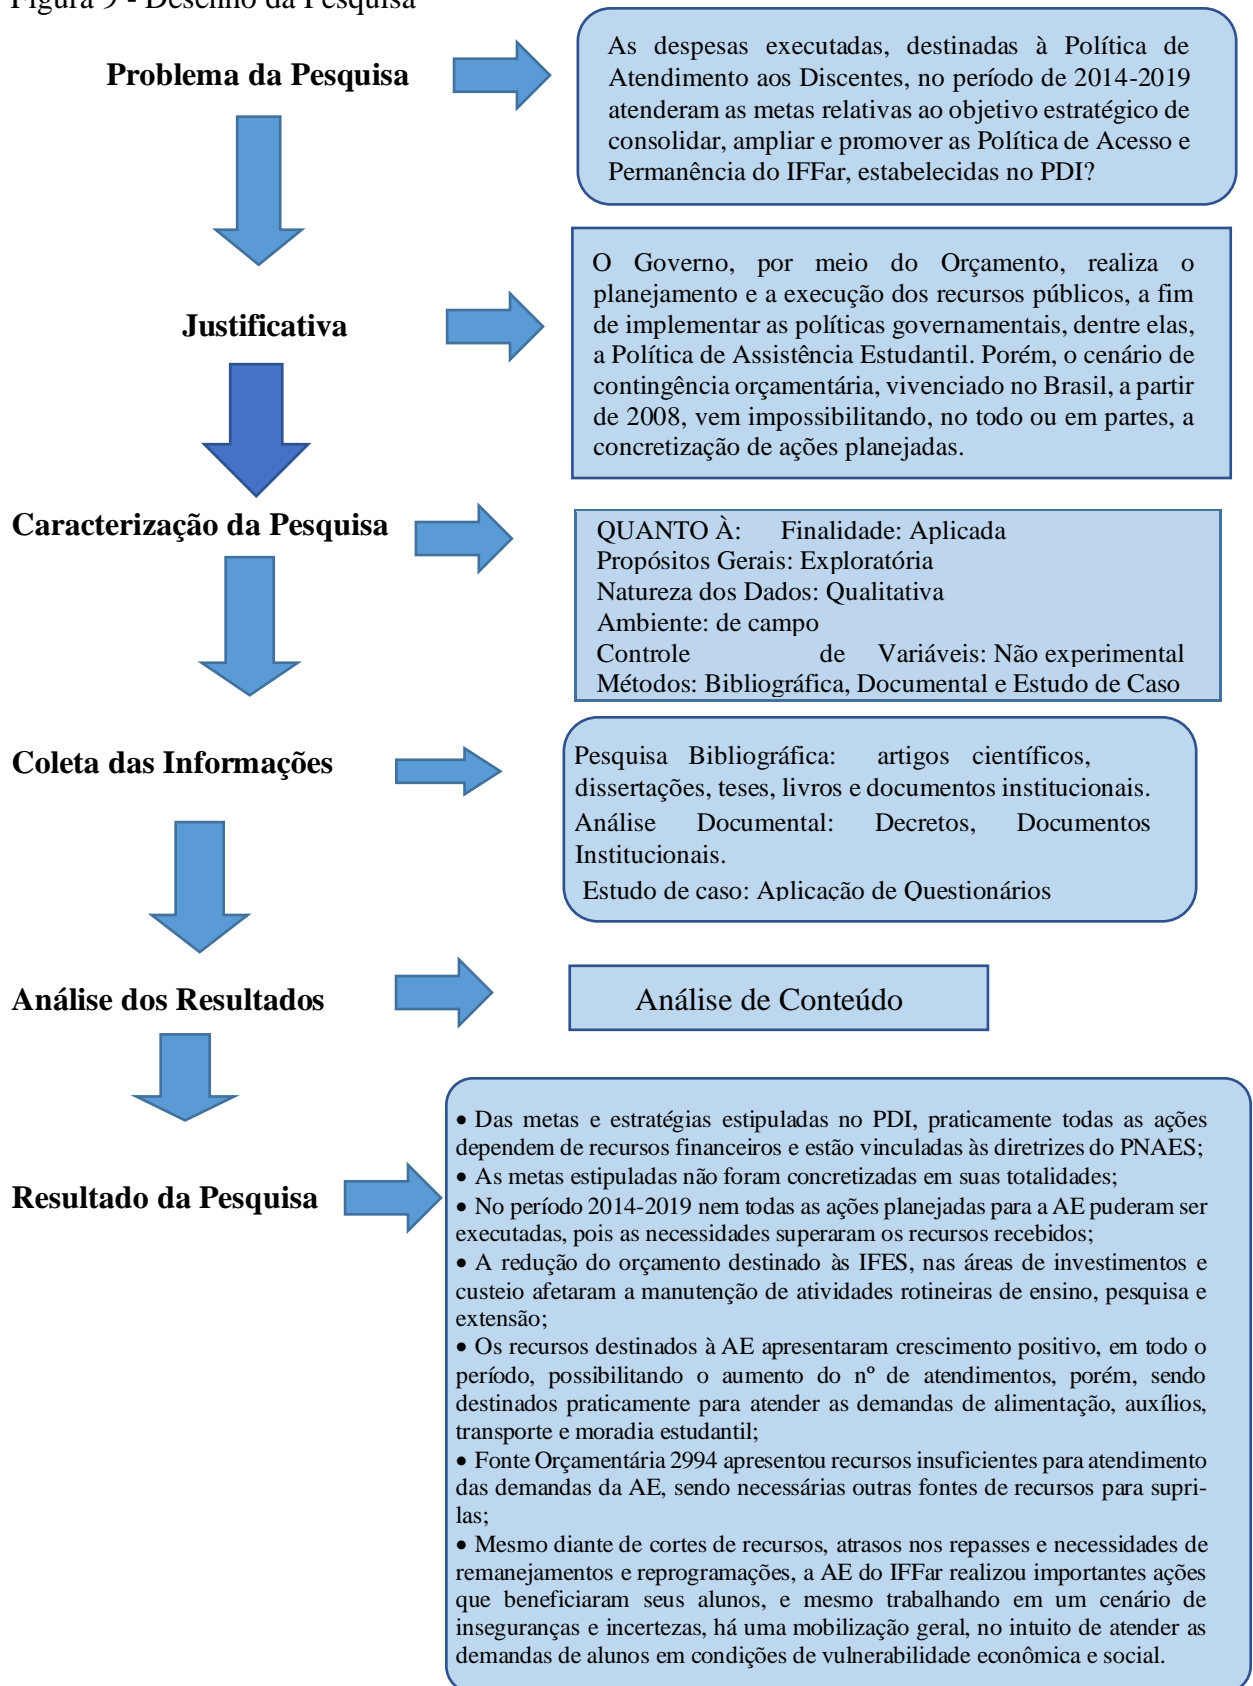 Figura 9 - Desenho da Pesquisa
Problema da Pesquisa
As despesas executadas, destinadas à Política de
Atendimento aos Discentes, no período de 2014-2019
atenderam as metas relativas ao objetivo estratégico de
consolidar, ampliar e promover as Política de Acesso e
Permanência do IFFar, estabelecidas no PDI?
Justificativa
O Governo, por meio do Orçamento, realiza o
planejamento e a execução dos recursos públicos, a fim
de implementar as políticas governamentais, dentre elas,
a Política de Assistência Estudantil. Porém, o cenário de
contingência orçamentária, vivenciado no Brasil, a partir
de 2008, vem impossibilitando, no todo ou em partes, a
concretização de ações planejadas.
Caracterização da Pesquisa
QUANTO À: Finalidade: Aplicada
Propósitos Gerais: Exploratória
Natureza dos Dados: Qualitativa
Ambiente: de campo
Controle de Variáveis: Não experimental
Métodos: Bibliográfica, Documental e Estudo de Caso
Coleta das Informações
Pesquisa Bibliográfica: artigos científicos,
dissertações, teses, livros e documentos institucionais.
Análise Documental: Decretos, Documentos
Institucionais.
Estudo de caso: Aplicação de Questionários
Análise dos Resultados
Análise de Conteúdo
Resultado da Pesquisa
• Das metas e estratégias estipuladas no PDI, praticamente todas as ações
dependem de recursos financeiros e estão vinculadas às diretrizes do PNAES;
• As metas estipuladas não foram concretizadas em suas totalidades;
• No período 2014-2019 nem todas as ações planejadas para a AE puderam ser
executadas, pois as necessidades superaram os recursos recebidos;
• A redução do orçamento destinado às IFES, nas áreas de investimentos e
custeio afetaram a manutenção de atividades rotineiras de ensino, pesquisa e
extensão;
• Os recursos destinados à AE apresentaram crescimento positivo, em todo o
período, possibilitando o aumento do nº de atendimentos, porém, sendo
destinados praticamente para atender as demandas de alimentação, auxílios,
transporte e moradia estudantil;
• Fonte Orçamentária 2994 apresentou recursos insuficientes para atendimento
das demandas da AE, sendo necessárias outras fontes de recursos para supri-
las;
• Mesmo diante de cortes de recursos, atrasos nos repasses e necessidades de
remanejamentos e reprogramações, a AE do IFFar realizou importantes ações
que beneficiaram seus alunos, e mesmo trabalhando em um cenário de
inseguranças e incertezas, há uma mobilização geral, no intuito de atender as
demandas de alunos em condições de vulnerabilidade econômica e social.